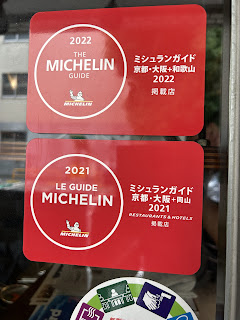 2022
THE
MICHELIN
GUIDE
MICHELIN
ミシュランガイド
京都・大阪+和歌山
2022
掲載店
2021
LE GUIDE
MICHELIN
MICHELIN
ミシュランガイド
京都・大阪+岡山
2021
RESTAURANTS & HOTELS
掲載店